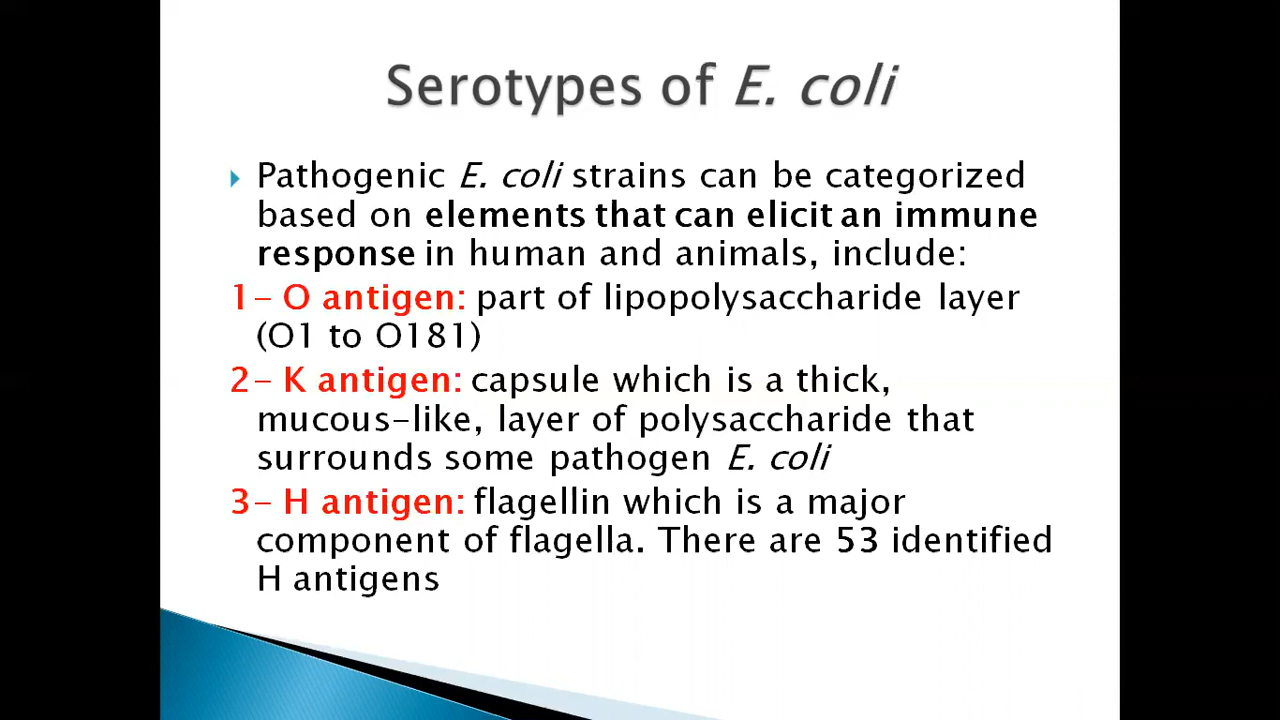 Serotypes of E. coli
Pathogenic E. coli strains can be categorized
based on elements that can elicit an immune
response in human and animals, include:
1- O antigen: part of lipopolysaccharide layer
(O1 to O181)
2- K antigen: capsule which is a thick,
mucous-like, layer of polysaccharide that
surrounds some pathogen E. coli
3- H antigen: flagellin which is a major
component of flagella. There are 53 identified
H antigens